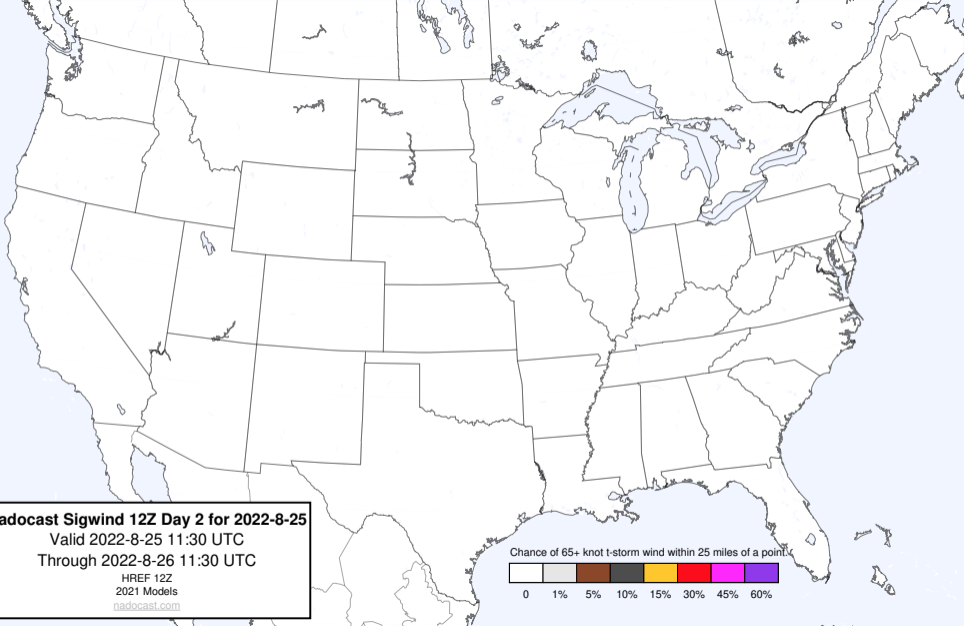 adocast Sigwind 12Z Day 2 for 2022-8-25
Valid 2022-8-25 11:30 UTC
Through 2022-8-26 11:30 UTC
HREF 12Z
2021 Models
nadocast.com
Chance of 65+ knot t-storm wind within 25 miles of a point.
0 1% 5% 10% 15% 30% 45% 60%